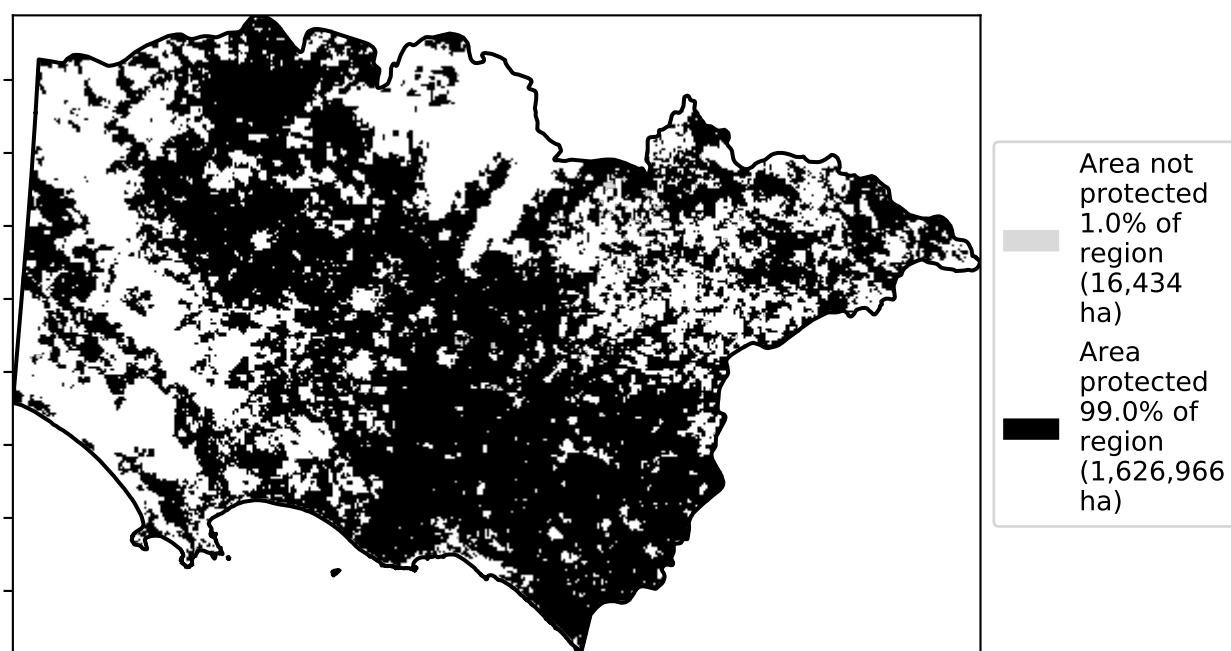 Area not
protected
1.0% of
region
(16,434
ha)
Area
protected
99.0% of
region
(1,626,966
ha)